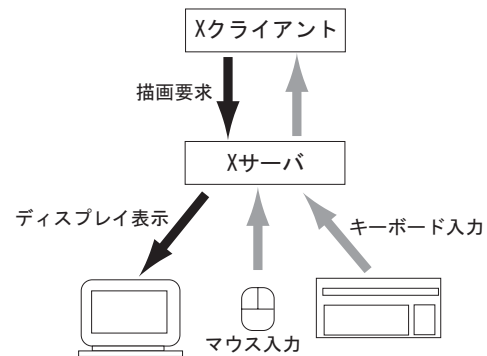 Xクライアント
描画要求
Xサーバ
ディスプレイ表示
キーボード入力
マウス入力